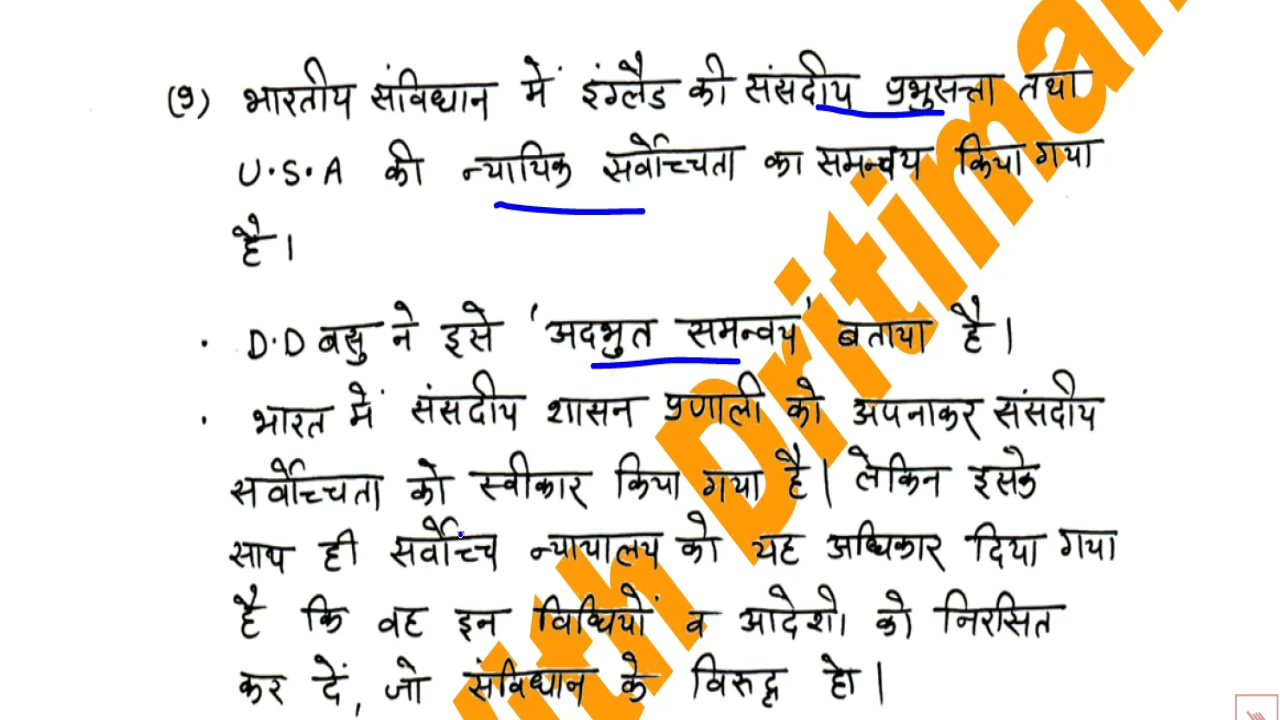 (9) भारतीय संविधान में इंग्लैड की संसदीय प्रभुसत्ता तथा
U.S.A की न्यायिक सर्वोच्चता का समन्वय किया गया
है।
• D.D बसु ने इसे 'अदभुत समन्वय' बताया है।
• भारत में संसदीय शासन प्रणाली को अपनाकर संसदीय
सर्वोच्चता को स्वीकार किया गया है। लेकिन इसके
साथ ही सर्वोच्च न्यायालय को यह अधिकार दिया गया
है कि वह इन विधियों व आदेशो को निरसित
कर दें, जो संविधान के विरुद्ध हो।
ith Dritiman